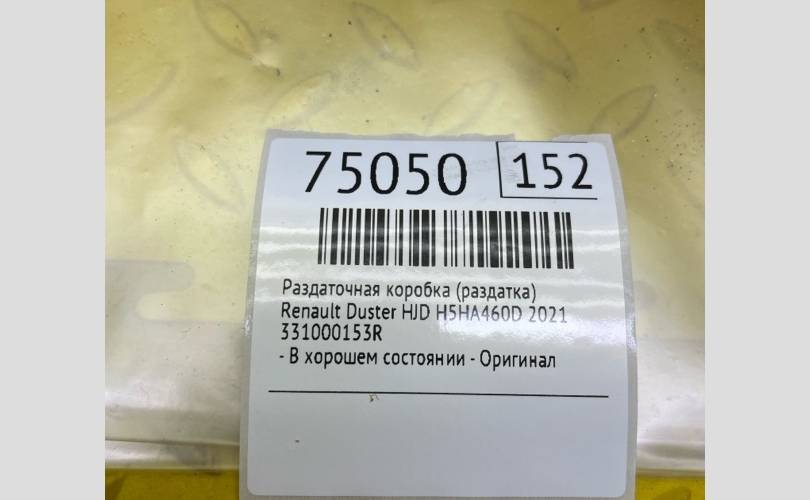 75050 152
Раздаточная коробка (раздатка)
Renault Duster HJD H5HA460D 2021
331000153R
- В хорошем состоянии - Оригинал